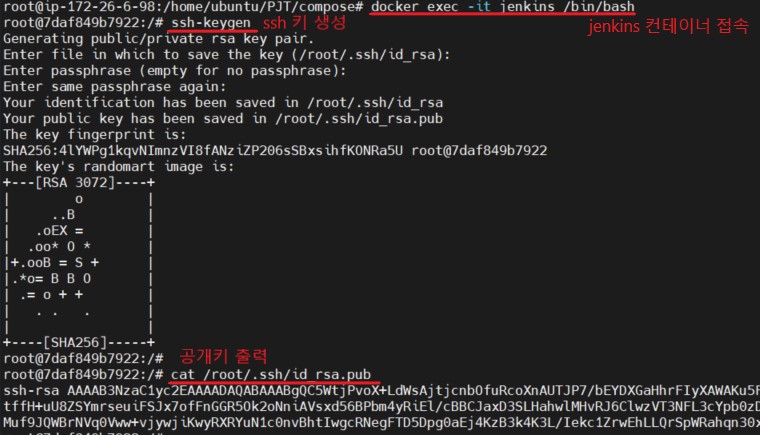 root@ip-172-26-6-98:/home/ubuntu/PJT/compose# docker exec -it jenkins /bin/bash
jenkins 컨테이너 접속
root@7daf849b7922:/# ssh-keygen ssh 키 생성
Generating public/private rsa key pair.
Enter file in which to save the key (/root/.ssh/id_rsa):
Enter passphrase (empty for no passphrase):
Enter same passphrase again:
Your identification has been saved in /root/.ssh/id_rsa
Your public key has been saved in /root/.ssh/id_rsa.pub
The key fingerprint is:
SHA256:4lYWPg1kqvNImnzVI8fANziZP206sSBxsihfKONRa5U root@7daf849b7922
The key's randomart image is:
+---[RSA 3072]----+
|         o       |
|      ..B        |
|    .oEX =       |
|   .oo* O *      |
|+.ooB = S +      |
|.*o= B B O       |
| .= o + +        |
|   . .   .       |
|                 |
+----[SHA256]-----+
root@7daf849b7922:/# 공개키 출력
root@7daf849b7922:/# cat /root/.ssh/id_rsa.pub
ssh-rsa AAAAB3NzaC1yc2EAAAADAQABAAABgQC5WtjPvoX+LdWsAjtjcnbOfuRcoXnAUTJP7/bEYDXGaHhrFIyXAWAKu5F
tffH+uU8ZSYmrseuiFSJx7ofFnGGR5Ok2oNniAVsxd56BPbm4yRiEl/cBBCJaxD3SLHahwlMHvRJ6ClwzVT3NFL3cYpb0zD
Muf9JQWBrNVq0Vww+vjywjiKwyRXRYuN1c0nvBhtIwgcRNegFTD5Dpg0aEj4KzB3k4K3L/Iekc1ZrwEhLLQrSpWRahqn30x